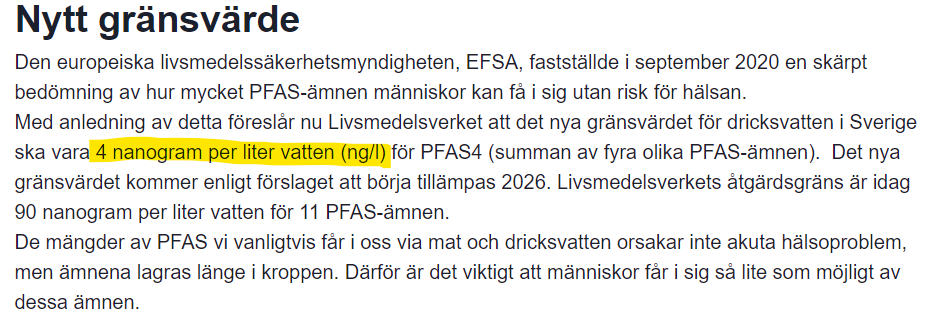 Nytt gränsvärde
Den europeiska livsmedelssäkerhetsmyndigheten, EFSA, fastställde i september 2020 en skärpt
bedömning av hur mycket PFAS-ämnen människor kan få i sig utan risk för hälsan.
Med anledning av detta föreslår nu Livsmedelsverket att det nya gränsvärdet för dricksvatten i Sverige
ska vara 4 nanogram per liter vatten (ng/l) för PFAS4 (summan av fyra olika PFAS-ämnen).  Det nya
gränsvärdet kommer enligt förslaget att börja tillämpas 2026. Livsmedelsverkets åtgärdsgräns är idag
90 nanogram per liter vatten för 11 PFAS-ämnen.
De mängder av PFAS vi vanligtvis får i oss via mat och dricksvatten orsakar inte akuta hälsoproblem,
men ämnena lagras länge i kroppen. Därför är det viktigt att människor får i sig så lite som möjligt av
dessa ämnen.